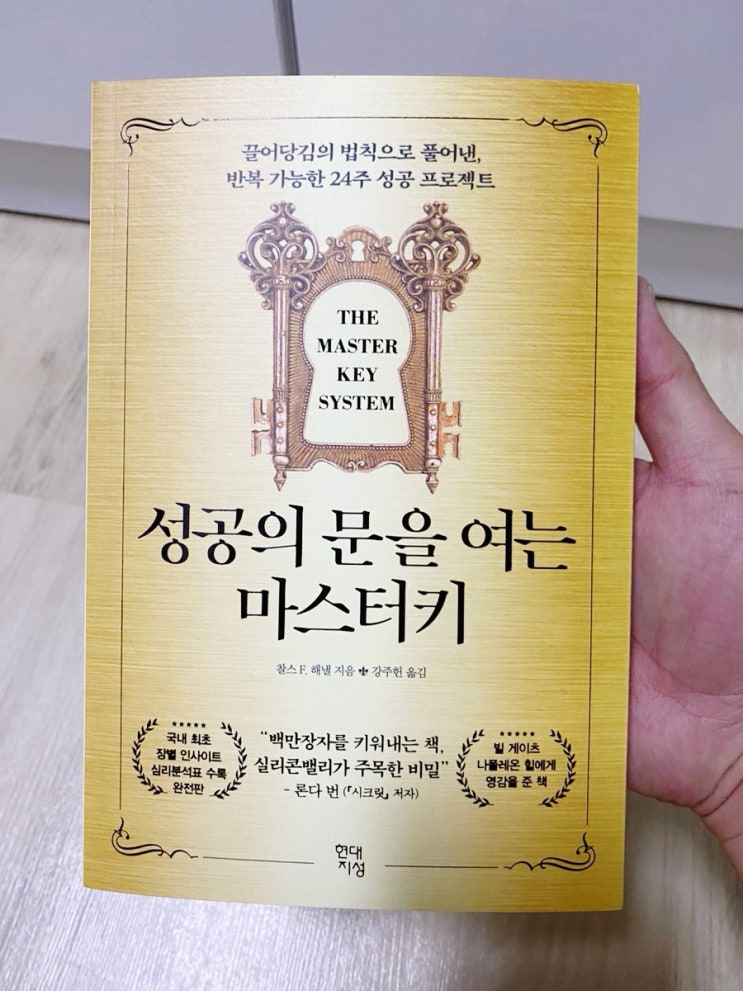 끌어당김의 법칙으로 풀어낸,
반복 가능한 24주 성공 프로젝트
THE
MASTER
KEY
SYSTEM
성공의 문을 여는
마스터키
찰스 F. 해낼 지음 ⚜ 강주헌 옮김
★★★★★
국내 최초
장별 인사이트
심리분석표 수록
완전판
“백만장자를 키워내는 책,
실리콘밸리가 주목한 비밀”
- 론다 번 (『시크릿』 저자)
★★★★★
빌 게이츠
나폴레온 힐에게
영감을 준 책
현대
지성